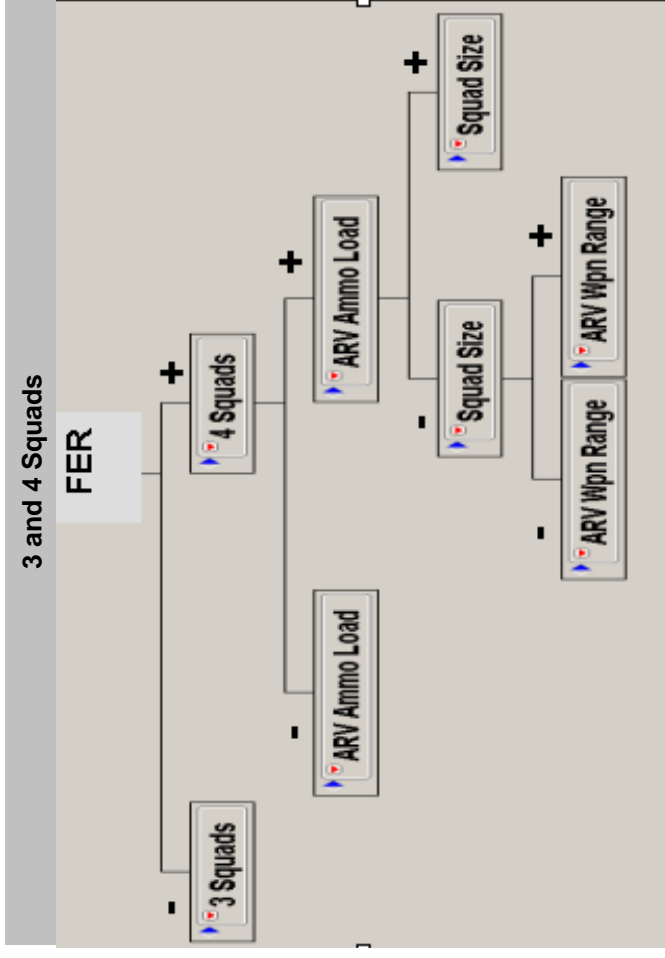 3 and 4 Squads
FER
- +
3 Squads 4 Squads
- +
ARV Ammo Load ARV Ammo Load
- +
Squad Size Squad Size
- +
ARV Wpn Range ARV Wpn Range